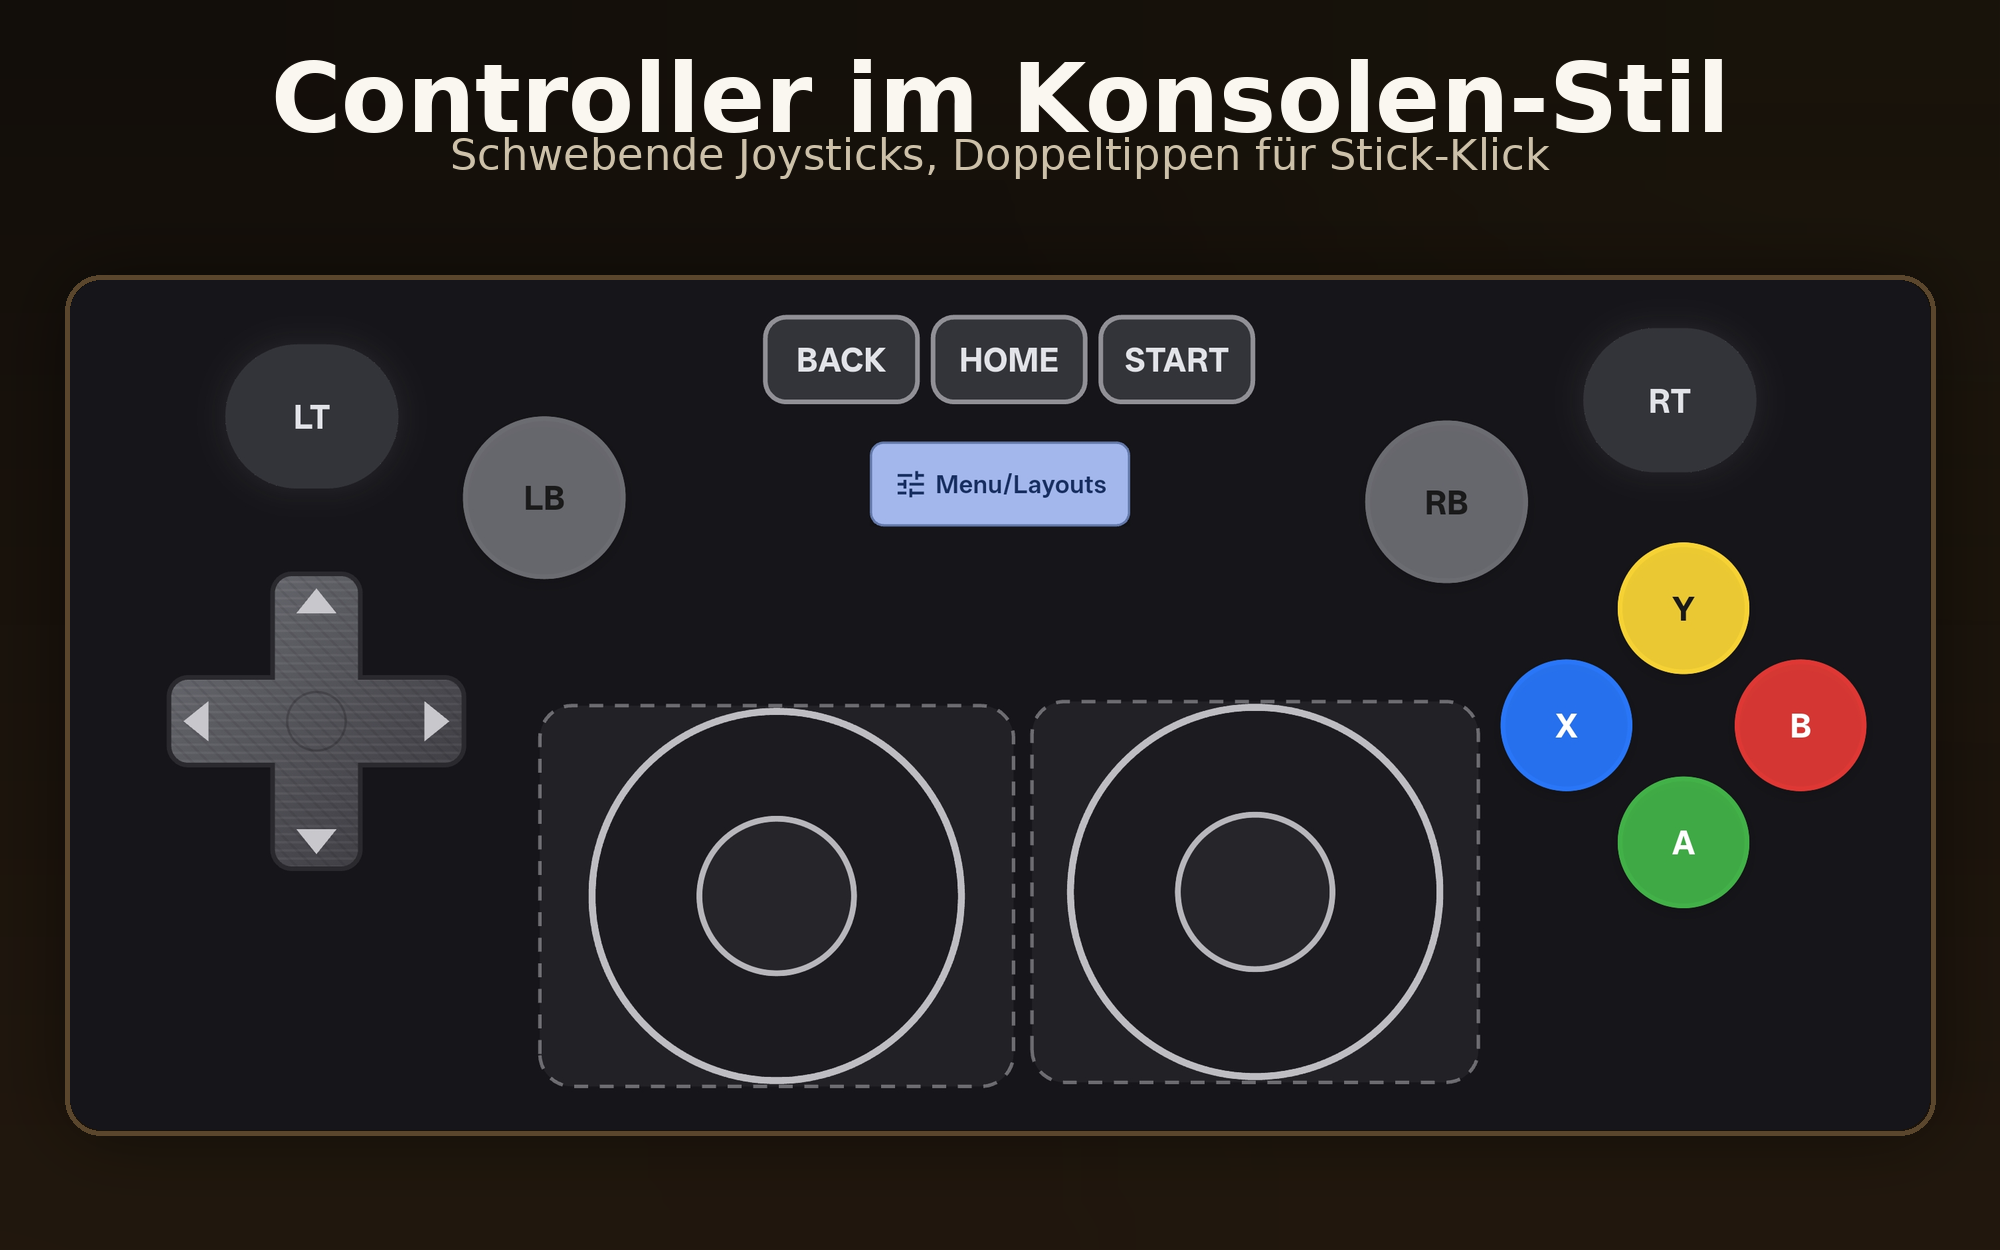 Controller im Konsolen-Stil
Schwebende Joysticks, Doppeltippen für Stick-Klick
BACK HOME START
LT
RT
LB
Menu/Layouts
RB
Y
X
B
A